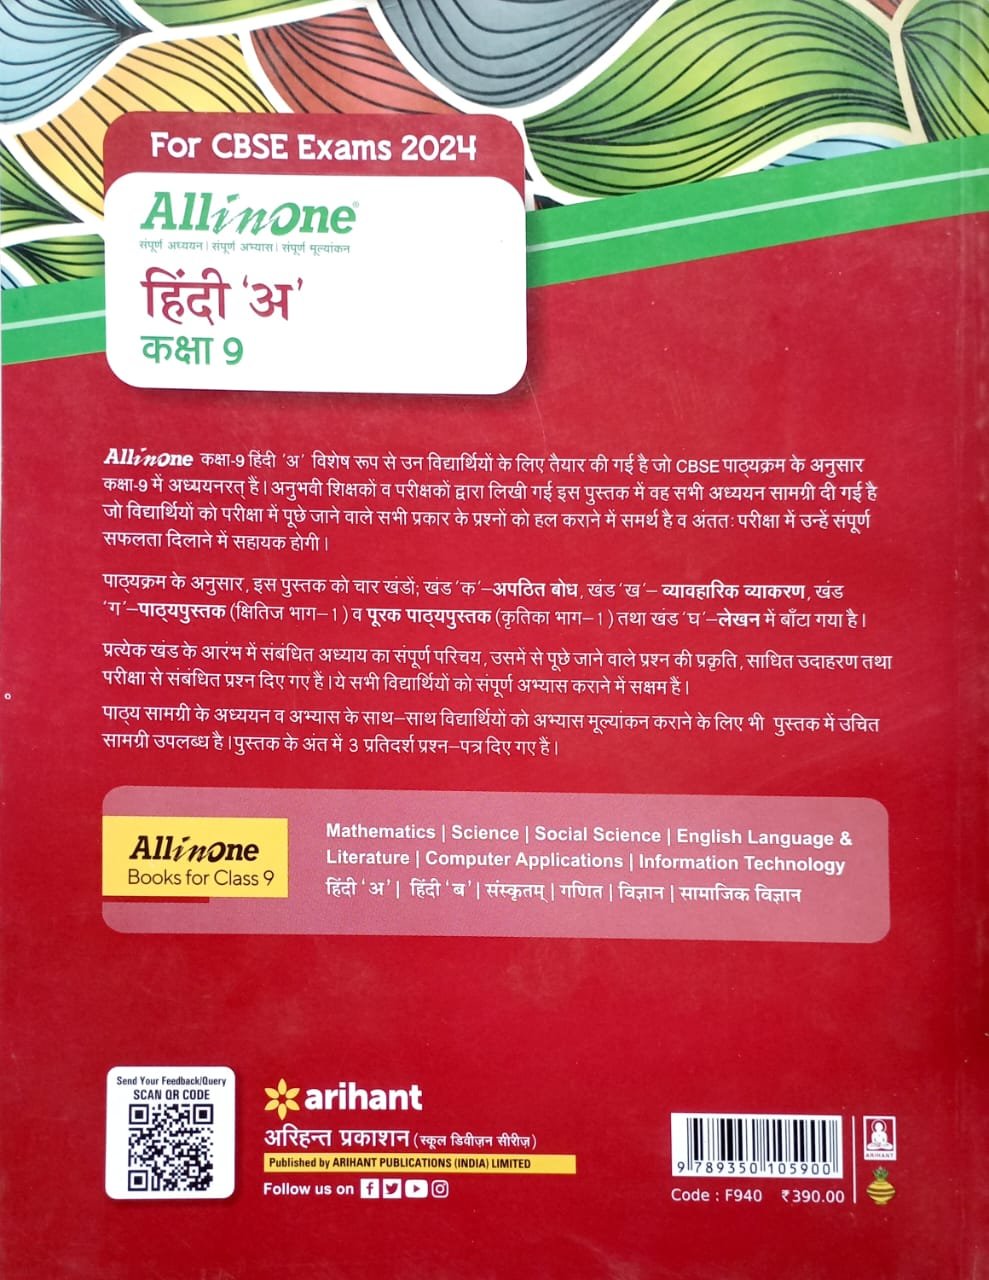 For CBSE Exams 2024
All in One®
संपूर्ण अध्ययन | संपूर्ण अभ्यास | संपूर्ण मूल्यांकन
हिंदी ‘अ’
कक्षा 9
All in One कक्षा-9 हिंदी ‘अ’ विशेष रूप से उन विद्यार्थियों के लिए तैयार की गई है जो CBSE पाठ्यक्रम के अनुसार
कक्षा-9 में अध्ययनरत् हैं। अनुभवी शिक्षकों व परीक्षकों द्वारा लिखी गई इस पुस्तक में वह सभी अध्ययन सामग्री दी गई है
जो विद्यार्थियों को परीक्षा में पूछे जाने वाले सभी प्रकार के प्रश्नों को हल कराने में समर्थ है व अंततः परीक्षा में उन्हें संपूर्ण
सफलता दिलाने में सहायक होगी।
पाठ्यक्रम के अनुसार, इस पुस्तक को चार खंडों; खंड ‘क’–अपठित बोध, खंड ‘ख’– व्यावहारिक व्याकरण, खंड
‘ग’–पाठ्यपुस्तक (क्षितिज भाग–1) व पूरक पाठ्यपुस्तक (कृतिका भाग–1) तथा खंड ‘घ’–लेखन में बाँटा गया है।
प्रत्येक खंड के आरंभ में संबंधित अध्याय का संपूर्ण परिचय, उसमें से पूछे जाने वाले प्रश्न की प्रकृति, साधित उदाहरण तथा
परीक्षा से संबंधित प्रश्न दिए गए हैं। ये सभी विद्यार्थियों को संपूर्ण अभ्यास कराने में सक्षम हैं।
पाठ्य सामग्री के अध्ययन व अभ्यास के साथ–साथ विद्यार्थियों को अभ्यास मूल्यांकन कराने के लिए भी पुस्तक में उचित
सामग्री उपलब्ध है। पुस्तक के अंत में 3 प्रतिदर्श प्रश्न–पत्र दिए गए हैं।
All in One
Books for Class 9
Mathematics | Science | Social Science | English Language &
Literature | Computer Applications | Information Technology
हिंदी ‘अ’ | हिंदी ‘ब’ | संस्कृतम् | गणित | विज्ञान | सामाजिक विज्ञान
Send Your Feedback/Query
SCAN QR CODE
arihant
अरिहन्त प्रकाशन (स्कूल डिवीज़न सीरीज़)
Published by ARIHANT PUBLICATIONS (INDIA) LIMITED
Follow us on
9 789350 105900
Code : F940 ₹390.00
ARIHANT